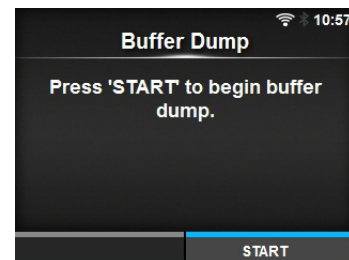 10:57
Buffer Dump
Press 'START' to begin buffer
dump.
START